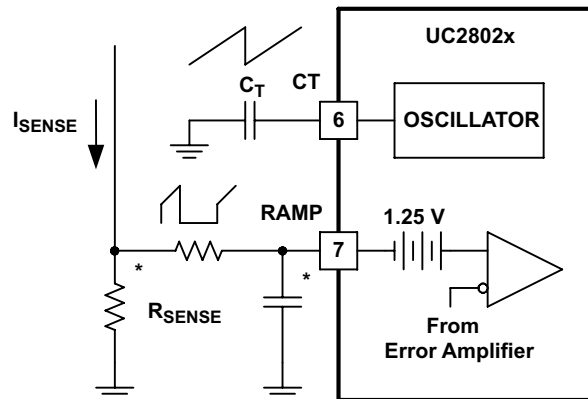 UC2802x
C_T
CT
6
OSCILLATOR
I_SENSE
RAMP
1.25 V
7
*
*
R_SENSE
From
Error Amplifier